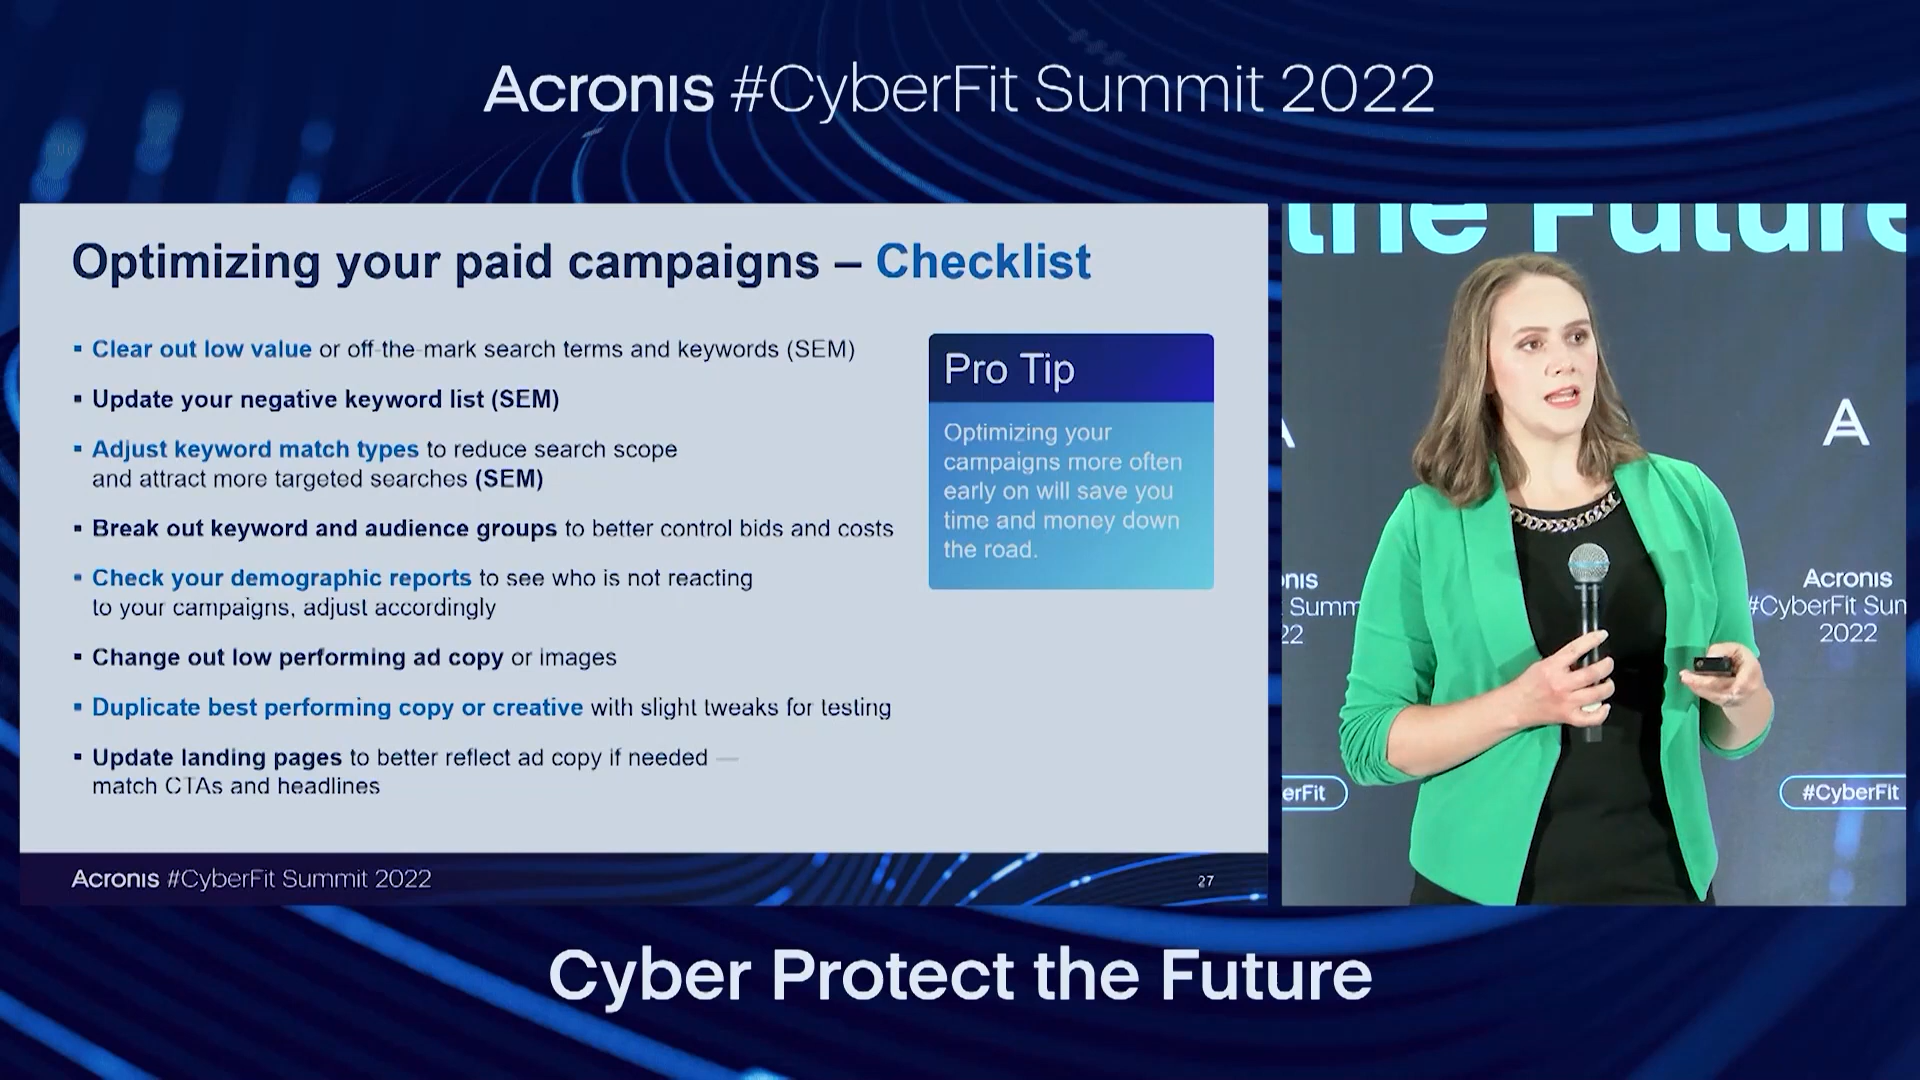 Acronis #CyberFit Summit 2022
Optimizing your paid campaigns – Checklist
▪ Clear out low value or off-the-mark search terms and keywords (SEM)
▪ Update your negative keyword list (SEM)
▪ Adjust keyword match types to reduce search scope
and attract more targeted searches (SEM)
▪ Break out keyword and audience groups to better control bids and costs
▪ Check your demographic reports to see who is not reacting
to your campaigns, adjust accordingly
▪ Change out low performing ad copy or images
▪ Duplicate best performing copy or creative with slight tweaks for testing
▪ Update landing pages to better reflect ad copy if needed —
match CTAs and headlines
Pro Tip
Optimizing your
campaigns more often
early on will save you
time and money down
the road.
Acronis #CyberFit Summit 2022
27
the Future
A
nis
Summ
22
erFit
Acronis
#CyberFit Sum
2022
#CyberFit
Cyber Protect the Future